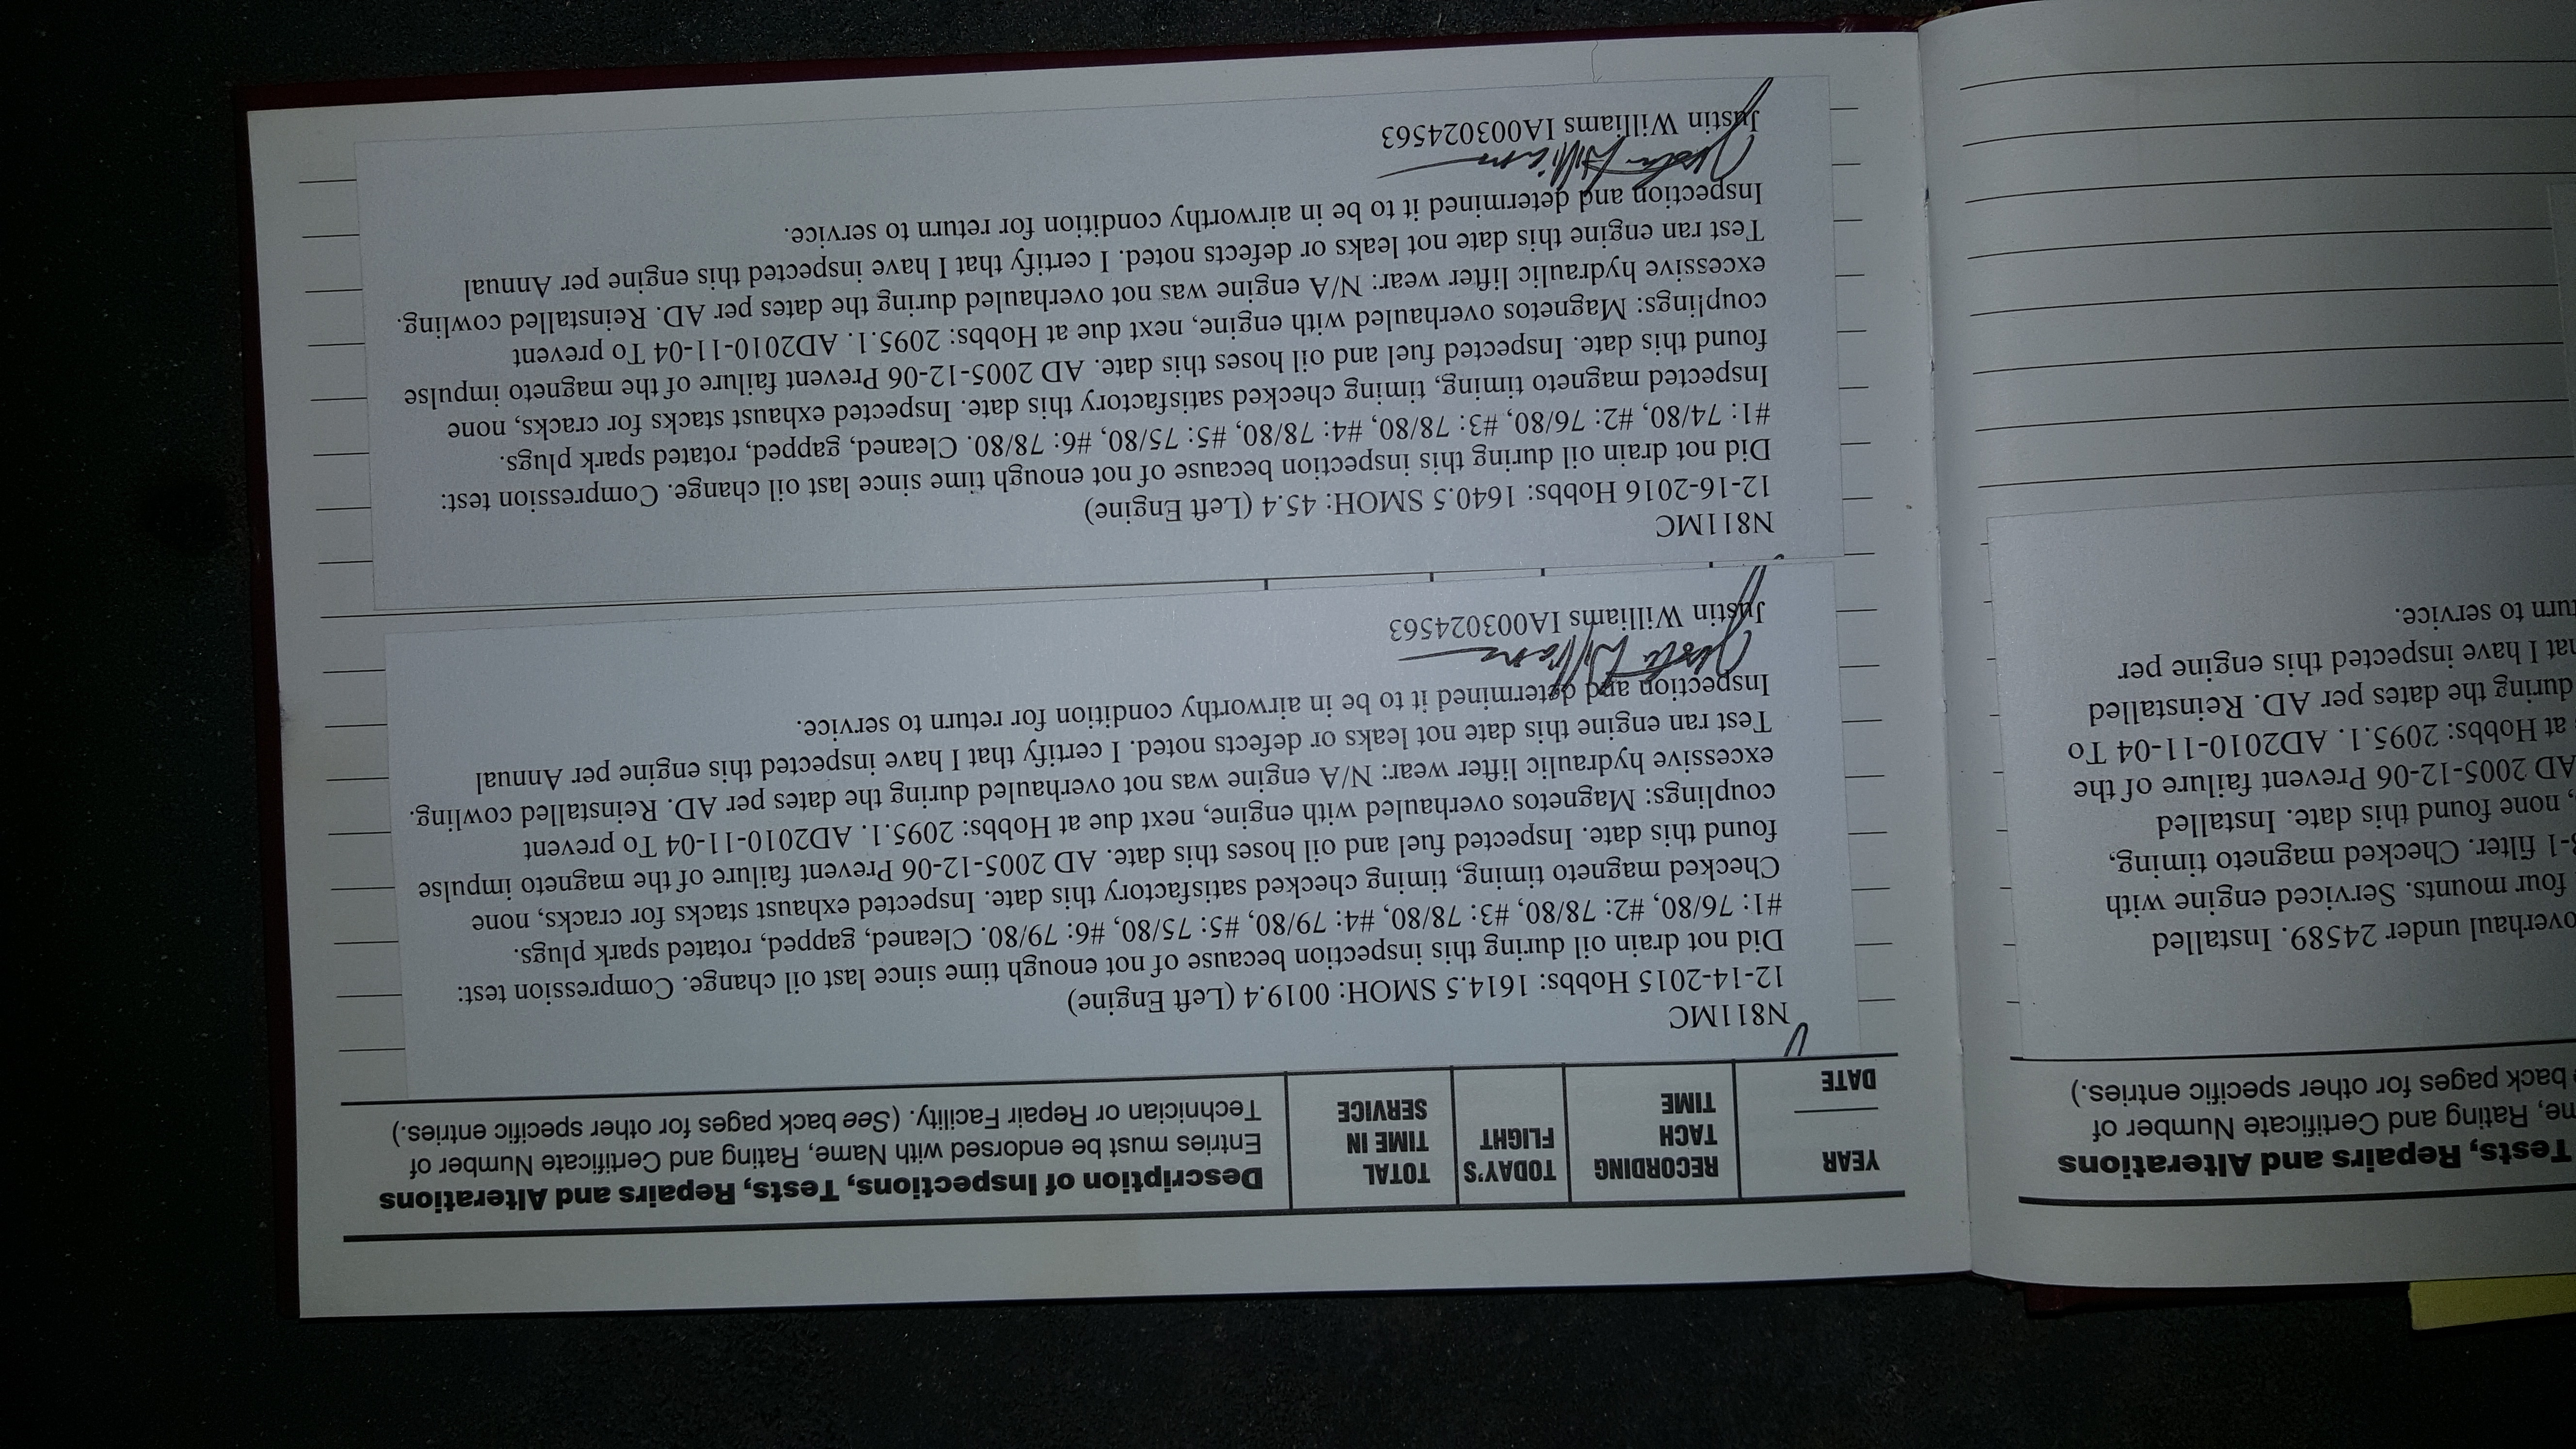 YEAR
DATE
RECORDING
TACH
TIME
TODAY'S
FLIGHT
TOTAL
TIME IN
SERVICE
Description of Inspections, Tests, Repairs and Alterations
Entries must be endorsed with Name, Rating and Certificate Number of
Technician or Repair Facility. (See back pages for other specific entries.)
N811MC
12-14-2015 Hobbs: 1614.5 SMOH: 0019.4 (Left Engine)
Did not drain oil during this inspection because of not enough time since last oil change. Compression test:
#1: 76/80, #2: 78/80, #3: 78/80, #4: 79/80, #5: 75/80, #6: 79/80. Cleaned, gapped, rotated spark plugs.
Checked magneto timing, timing checked satisfactory this date. Inspected exhaust stacks for cracks, none
found this date. Inspected fuel and oil hoses this date. AD 2005-12-06 Prevent failure of the magneto impulse
couplings: Magnetos overhauled with engine, next due at Hobbs: 2095.1. AD2010-11-04 To prevent
excessive hydraulic lifter wear: N/A engine was not overhauled during the dates per AD. Reinstalled cowling.
Test ran engine this date not leaks or defects noted. I certify that I have inspected this engine per Annual
Inspection and determined it to be in airworthy condition for return to service.
Justin Williams
Justin Williams IA003024563
N811MC
12-16-2016 Hobbs: 1640.5 SMOH: 45.4 (Left Engine)
Did not drain oil during this inspection because of not enough time since last oil change. Compression test:
#1: 74/80, #2: 76/80, #3: 78/80, #4: 78/80, #5: 75/80, #6: 78/80. Cleaned, gapped, rotated spark plugs.
Inspected magneto timing, timing checked satisfactory this date. Inspected exhaust stacks for cracks, none
found this date. Inspected fuel and oil hoses this date. AD 2005-12-06 Prevent failure of the magneto impulse
couplings: Magnetos overhauled with engine, next due at Hobbs: 2095.1. AD2010-11-04 To prevent
excessive hydraulic lifter wear: N/A engine was not overhauled during the dates per AD. Reinstalled cowling.
Test ran engine this date not leaks or defects noted. I certify that I have inspected this engine per Annual
Inspection and determined it to be in airworthy condition for return to service.
Justin Williams
Justin Williams IA003024563
Tests, Repairs and Alterations
Rating and Certificate Number of
back pages for other specific entries.)
overhaul under 24589. Installed
four mounts. Serviced engine with
-1 filter. Checked magneto timing,
none found this date. Installed
AD 2005-12-06 Prevent failure of the
at Hobbs: 2095.1. AD2010-11-04 To
during the dates per AD. Reinstalled
I have inspected this engine per
to service.